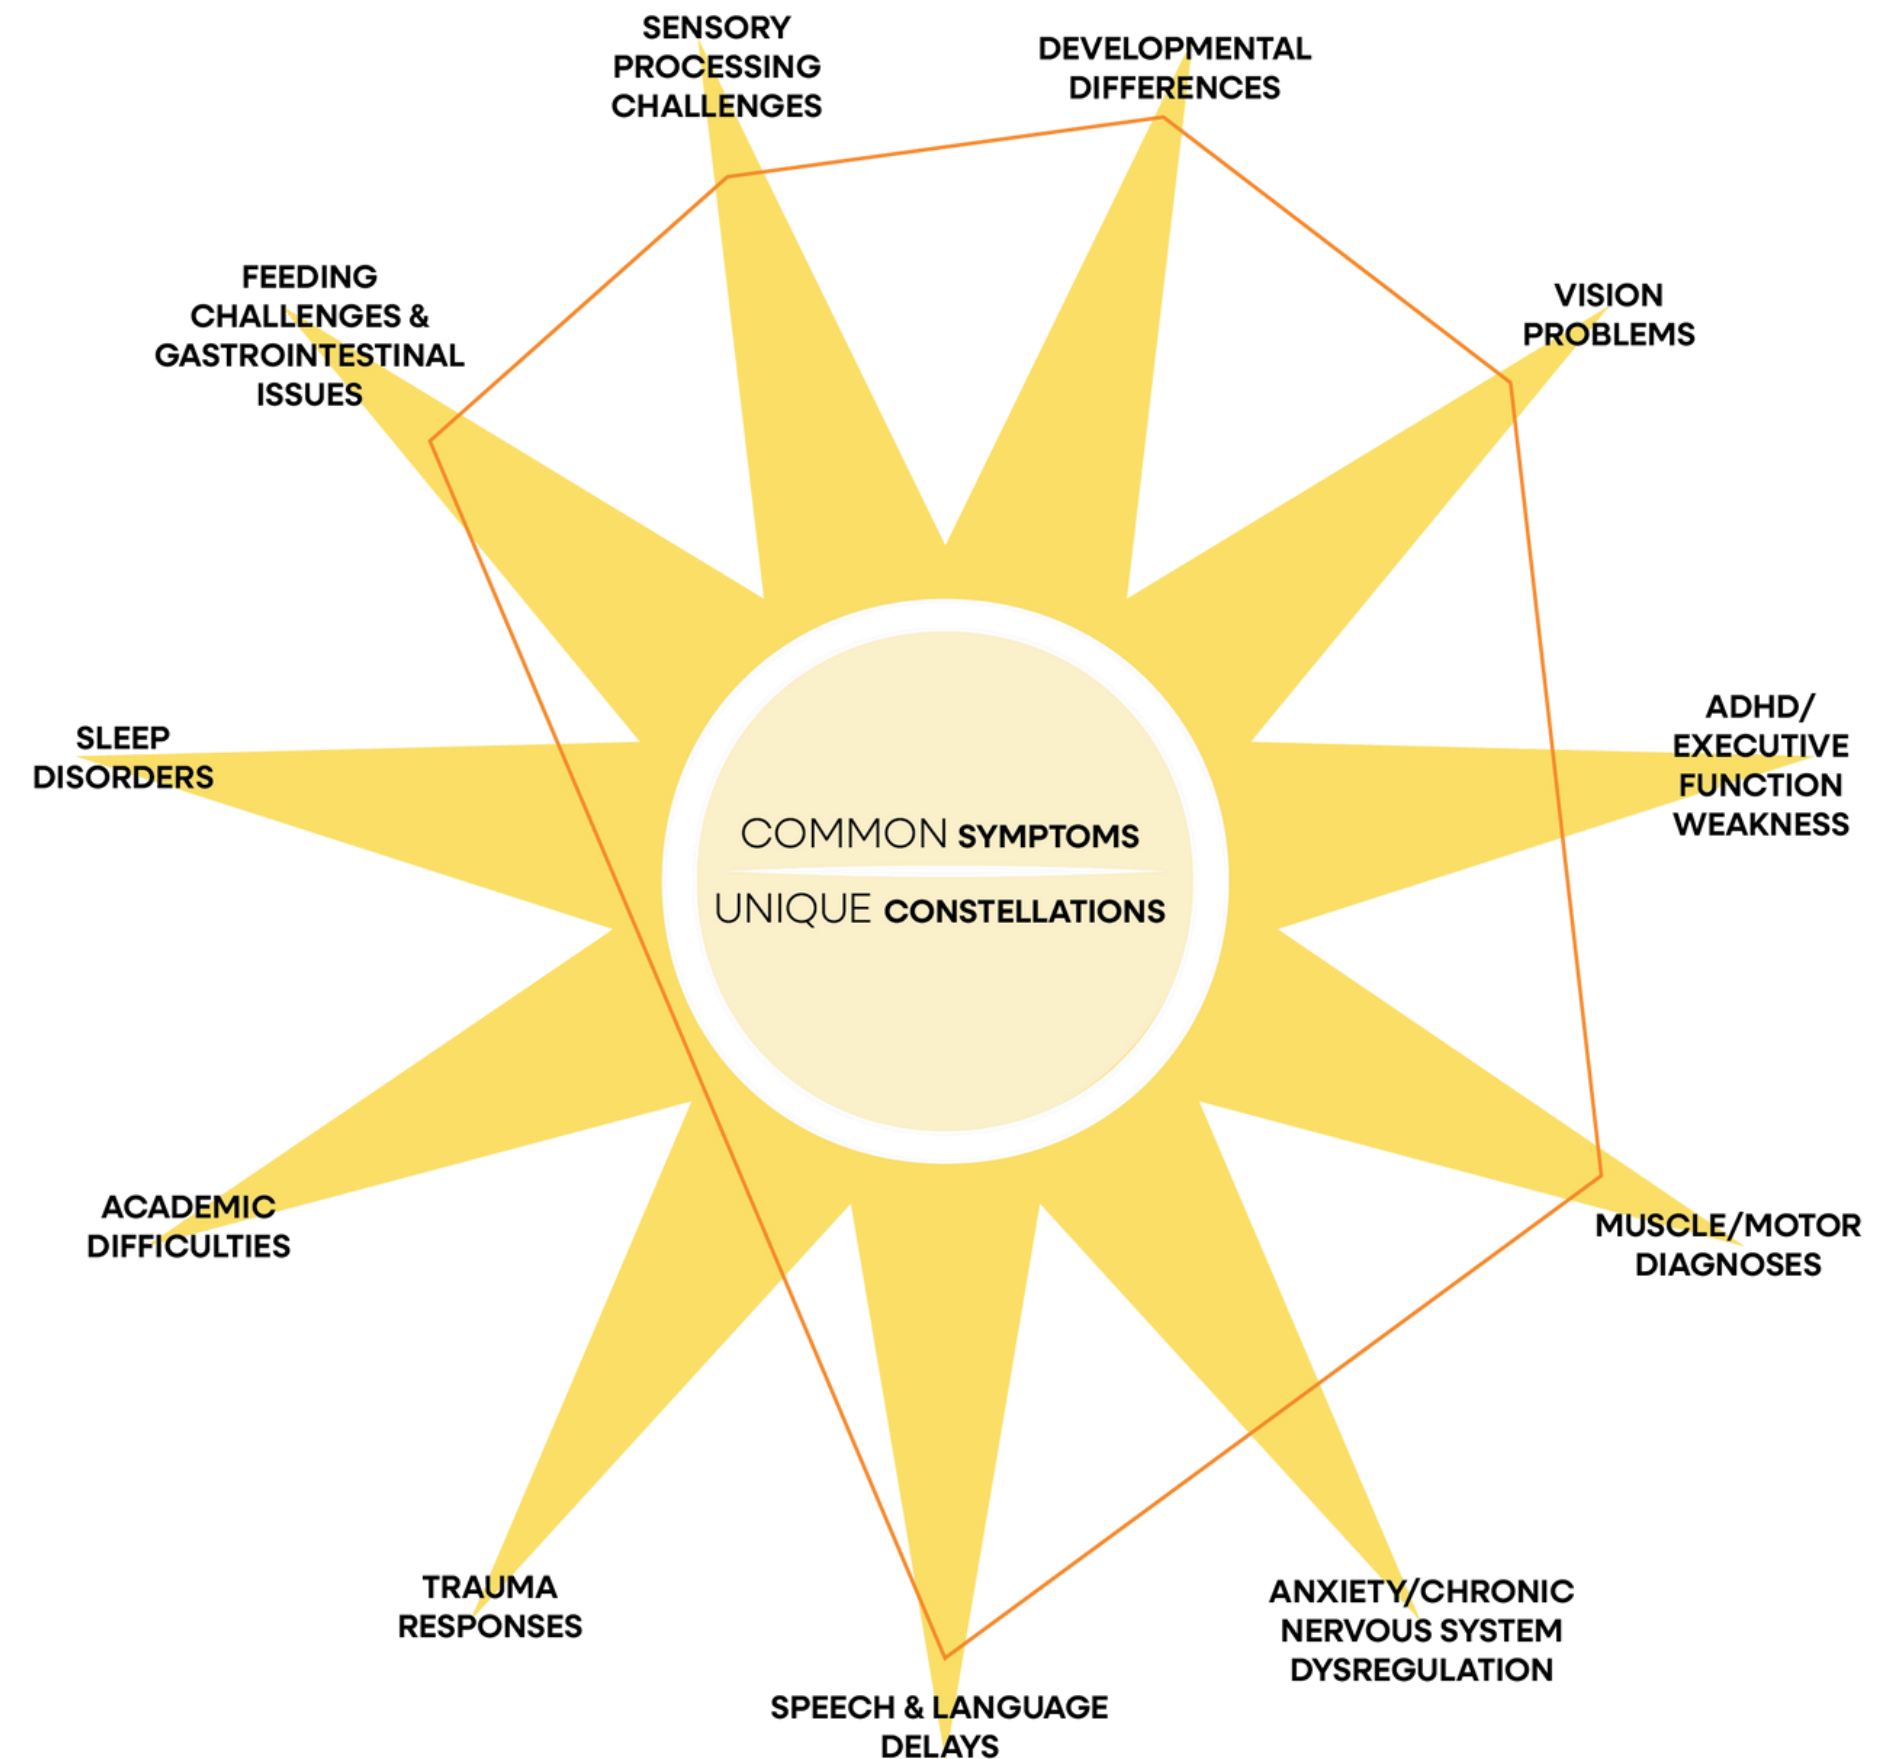 SENSORY
PROCESSING
CHALLENGES
DEVELOPMENTAL
DIFFERENCES
FEEDING
CHALLENGES &
GASTROINTESTINAL
ISSUES
VISION
PROBLEMS
SLEEP
DISORDERS
ADHD/
EXECUTIVE
FUNCTION
WEAKNESS
COMMON SYMPTOMS
UNIQUE CONSTELLATIONS
ACADEMIC
DIFFICULTIES
MUSCLE/MOTOR
DIAGNOSES
TRAUMA
RESPONSES
ANXIETY/CHRONIC
NERVOUS SYSTEM
DYSREGULATION
SPEECH & LANGUAGE
DELAYS